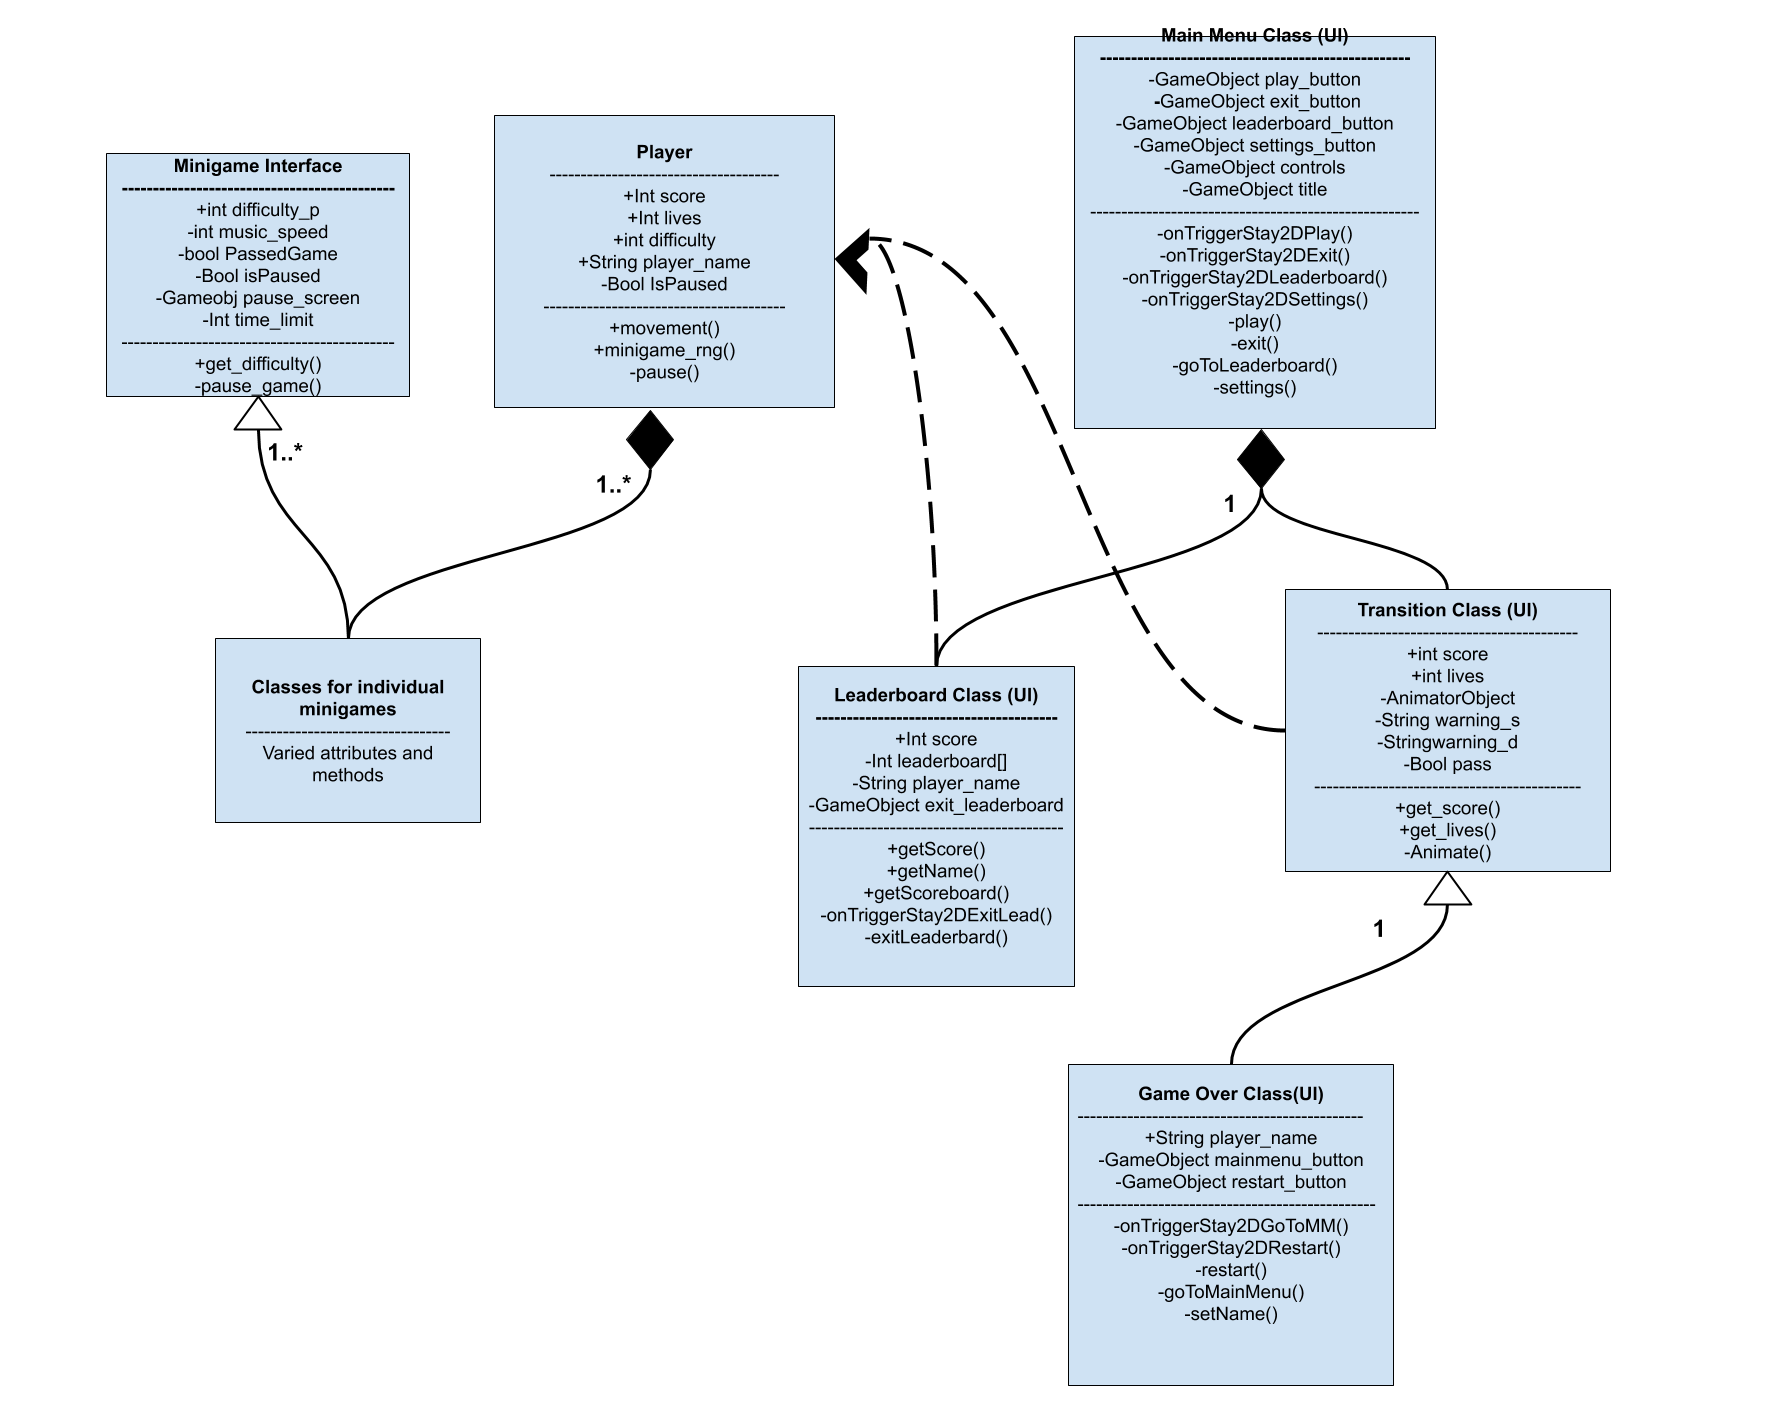 Minigame Interface
--------------------------------------------
+int difficulty_p
-int music_speed
-bool PassedGame
-Bool isPaused
-Gameobj pause_screen
-Int time_limit
--------------------------------------------
+get_difficulty()
-pause_game()
1..*
Player
-------------------------------------
+Int score
+Int lives
+int difficulty
+String player_name
-Bool IsPaused
---------------------------------------
+movement()
+minigame_rng()
-pause()
1..*
Main Menu Class (UI)
--------------------------------------------------
-GameObject play_button
-GameObject exit_button
-GameObject leaderboard_button
-GameObject settings_button
-GameObject controls
-GameObject title
-----------------------------------------------------
-onTriggerStay2DPlay()
-onTriggerStay2DExit()
-onTriggerStay2DLeaderboard()
-onTriggerStay2DSettings()
-play()
-exit()
-goToLeaderboard()
-settings()
1
Classes for individual
minigames
---------------------------------
Varied attributes and
methods
Leaderboard Class (UI)
---------------------------------------
+Int score
-Int leaderboard[]
-String player_name
-GameObject exit_leaderboard
-----------------------------------------
+getScore()
+getName()
+getScoreboard()
-onTriggerStay2DExitLead()
-exitLeaderbard()
Transition Class (UI)
------------------------------------------
+int score
+int lives
-AnimatorObject
-String warning_s
-Stringwarning_d
-Bool pass
-------------------------------------------
+get_score()
+get_lives()
-Animate()
1
Game Over Class(UI)
----------------------------------------------
+String player_name
-GameObject mainmenu_button
-GameObject restart_button
------------------------------------------------
-onTriggerStay2DGoToMM()
-onTriggerStay2DRestart()
-restart()
-goToMainMenu()
-setName()